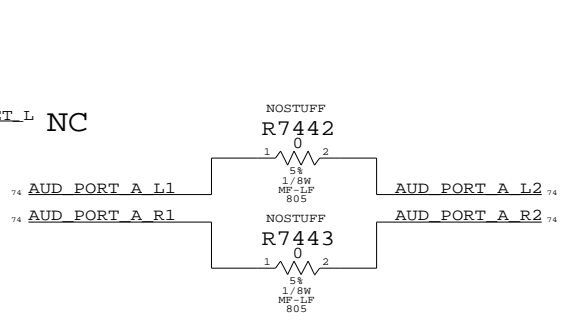 NOSTUFF
ET_L NC
R7442
0
1 2
5%
1/8W
MF-LF
805
74 AUD_PORT_A_L1 AUD_PORT_A_L2 74
74 AUD_PORT_A_R1 AUD_PORT_A_R2 74
NOSTUFF
R7443
0
1 2
5%
1/8W
MF-LF
805